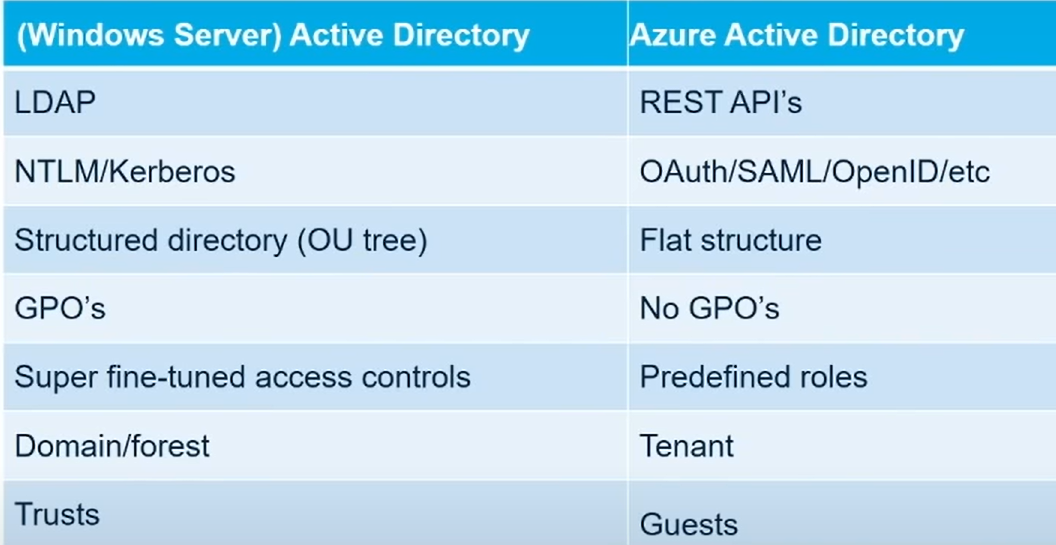 (Windows Server) Active Directory Azure Active Directory
LDAP REST API's
NTLM/Kerberos OAuth/SAML/OpenID/etc
Structured directory (OU tree) Flat structure
GPO's No GPO's
Super fine-tuned access controls Predefined roles
Domain/forest Tenant
Trusts Guests